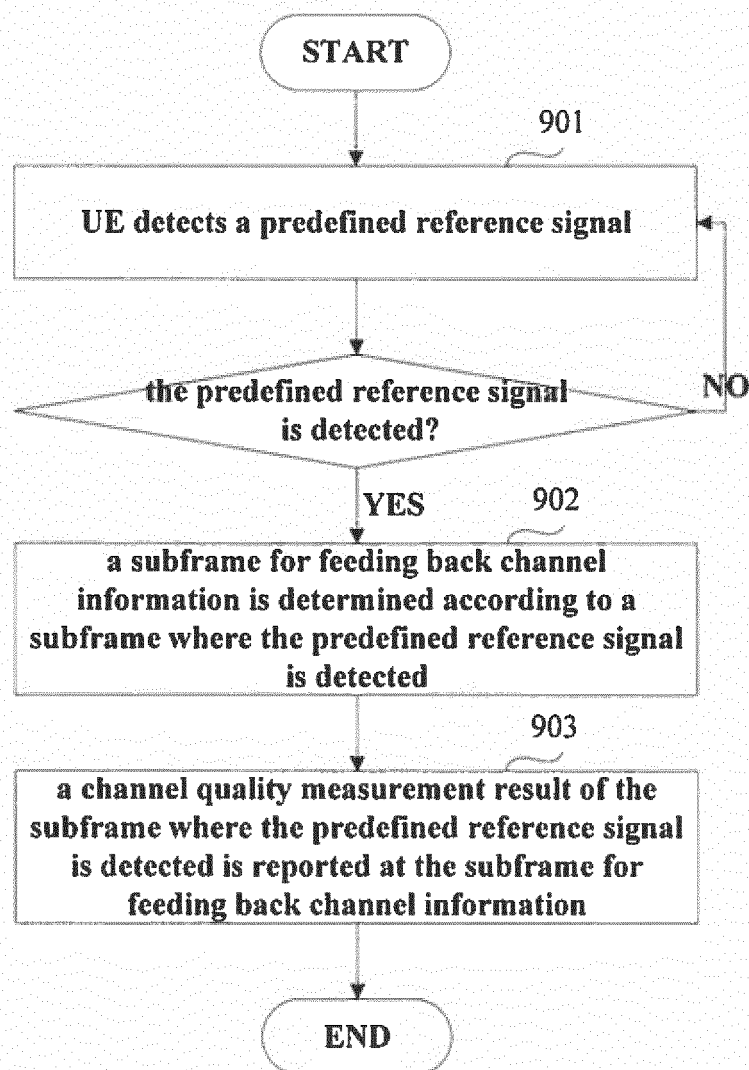 START
901
UE detects a predefined reference signal
the predefined reference signal
is detected?
NO
YES
902
a subframe for feeding back channel
information is determined according to a
subframe where the predefined reference signal
is detected
903
a channel quality measurement result of the
subframe where the predefined reference signal
is detected is reported at the subframe for
feeding back channel information
END